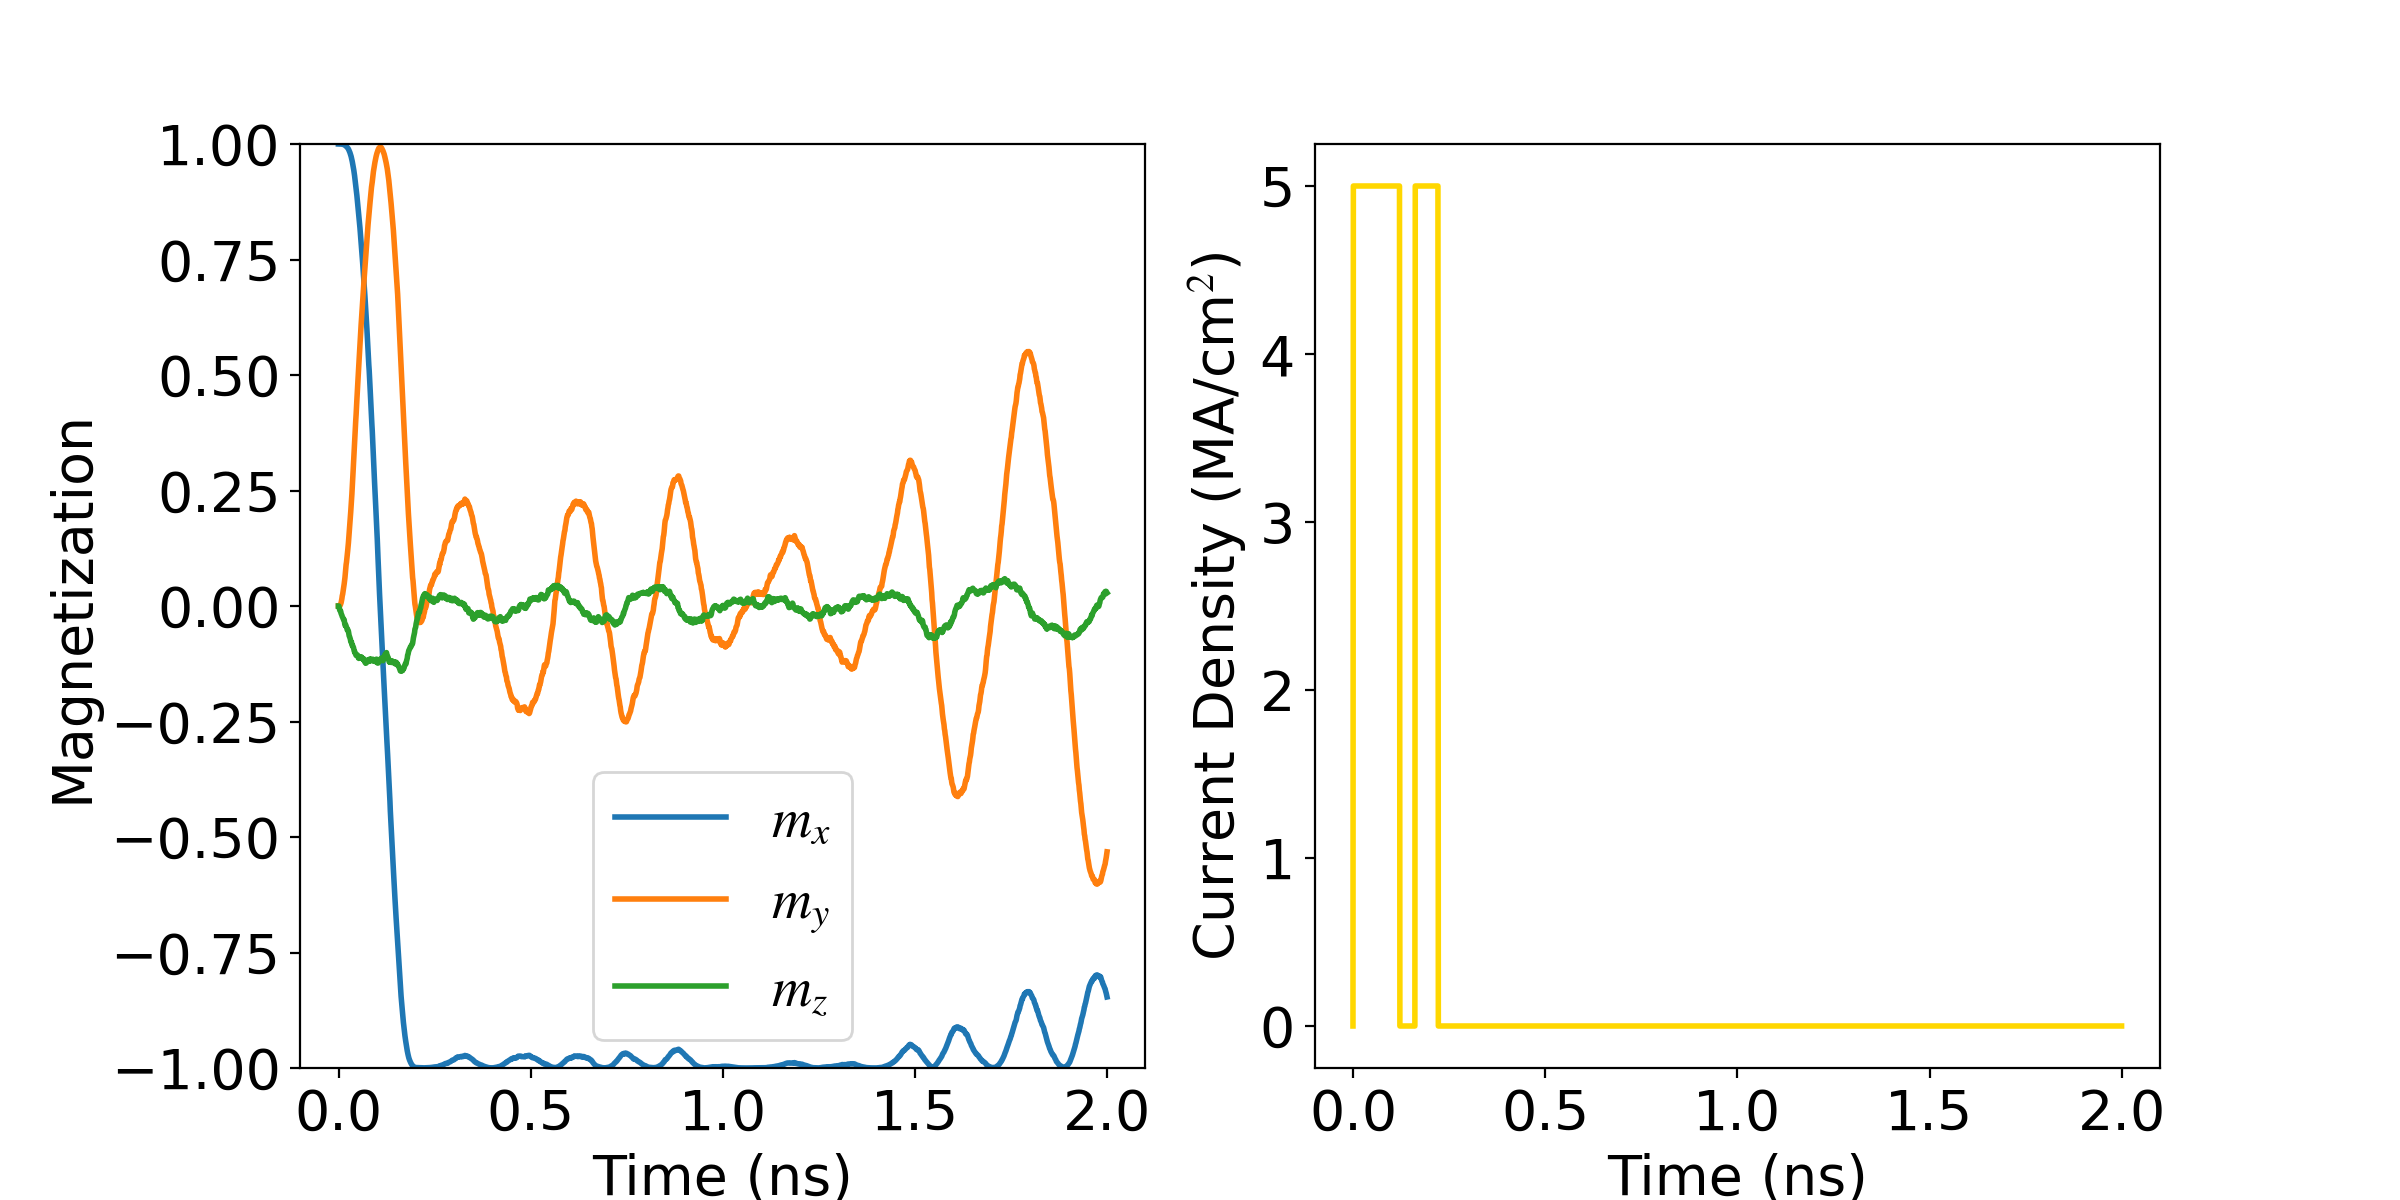 1.00
0.75
0.50
0.25
0.00
−0.25
−0.50
−0.75
−1.00
Magnetization
0.0 0.5 1.0 1.5 2.0
Time (ns)
m_x
m_y
m_z
5
4
3
2
1
0
Current Density (MA/cm²)
0.0 0.5 1.0 1.5 2.0
Time (ns)